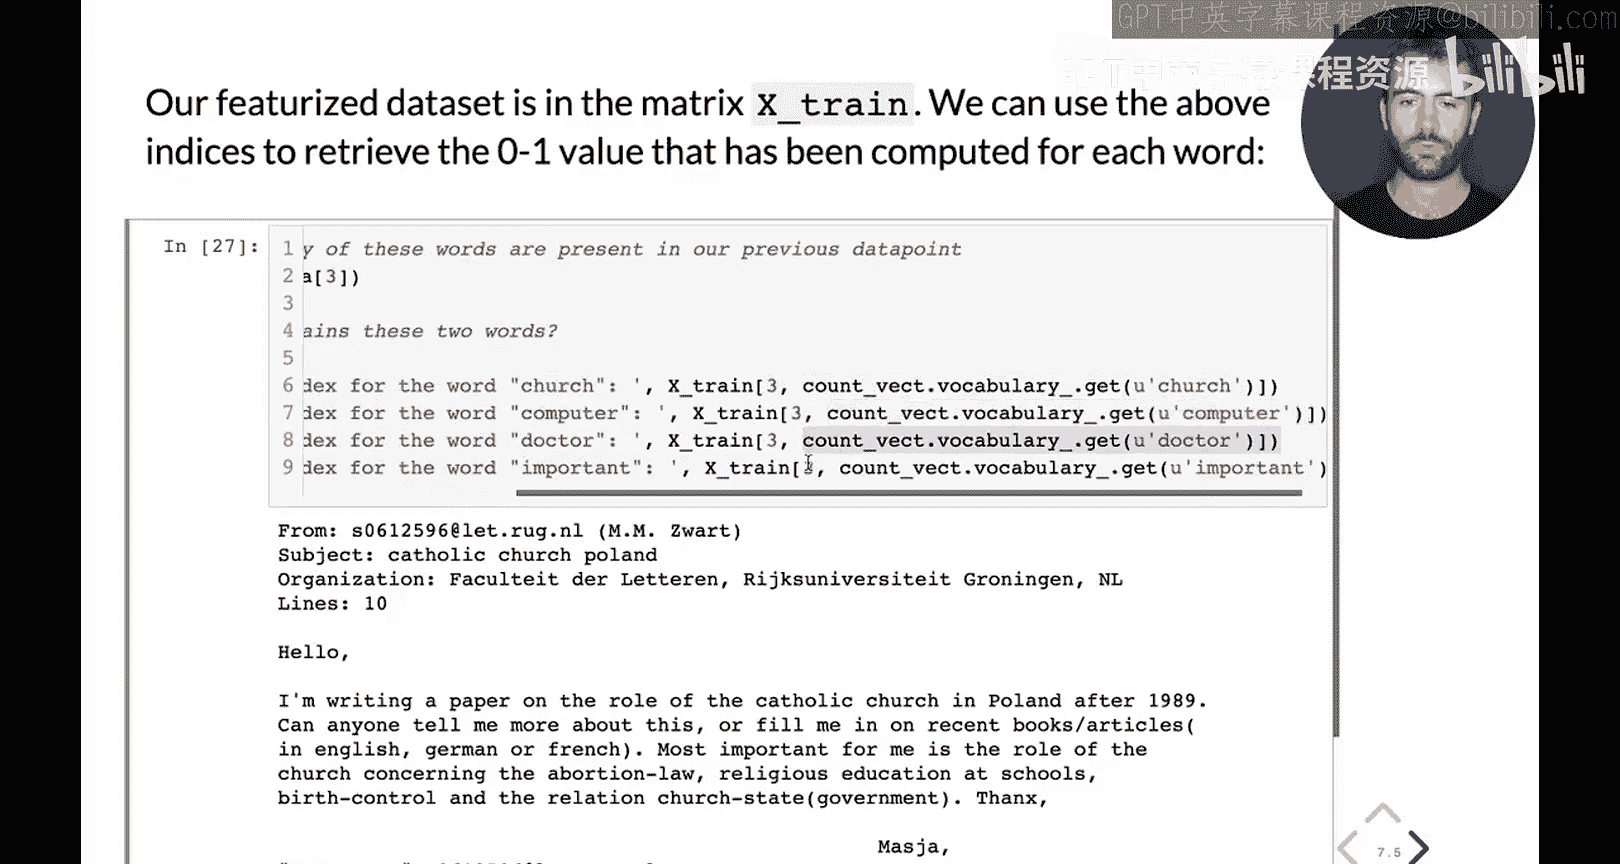 GPT中英字幕课程资源@bilibili.com
课程资源 bilibili
Our featurized dataset is in the matrix X_train. We can use the above
indices to retrieve the 0-1 value that has been computed for each word:
In [27]:
1 y of these words are present in our previous datapoint
2 a[3])
3
4 ains these two words?
5
6 dex for the word "church": ', X_train[3, count_vect.vocabulary_.get(u'church')])
7 dex for the word "computer": ', X_train[3, count_vect.vocabulary_.get(u'computer')])
8 dex for the word "doctor": ', X_train[3, count_vect.vocabulary_.get(u'doctor')])
9 dex for the word "important": ', X_train[3, count_vect.vocabulary_.get(u'important')
From: s0612596@let.rug.nl (M.M. Zwart)
Subject: catholic church poland
Organization: Faculteit der Letteren, Rijksuniversiteit Groningen, NL
Lines: 10
Hello,
I'm writing a paper on the role of the catholic church in Poland after 1989.
Can anyone tell me more about this, or fill me in on recent books/articles(
in english, german or french). Most important for me is the role of the
church concerning the abortion-law, religious education at schools,
birth-control and the relation church-state(government). Thanx,
Masja,
7.5